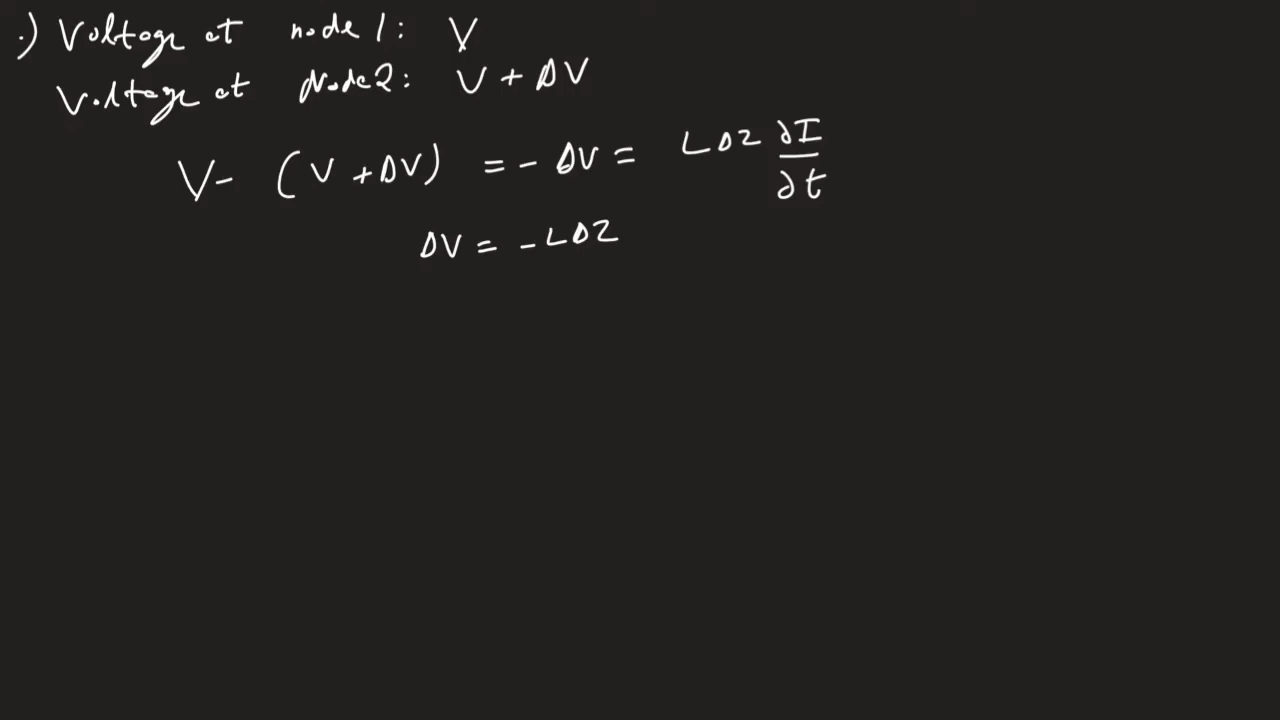 .) Voltage at node 1: V
Voltage at Node 2: V + ΔV
V - (V + ΔV) = - ΔV = LΔz ∂I/∂t
ΔV = - LΔz